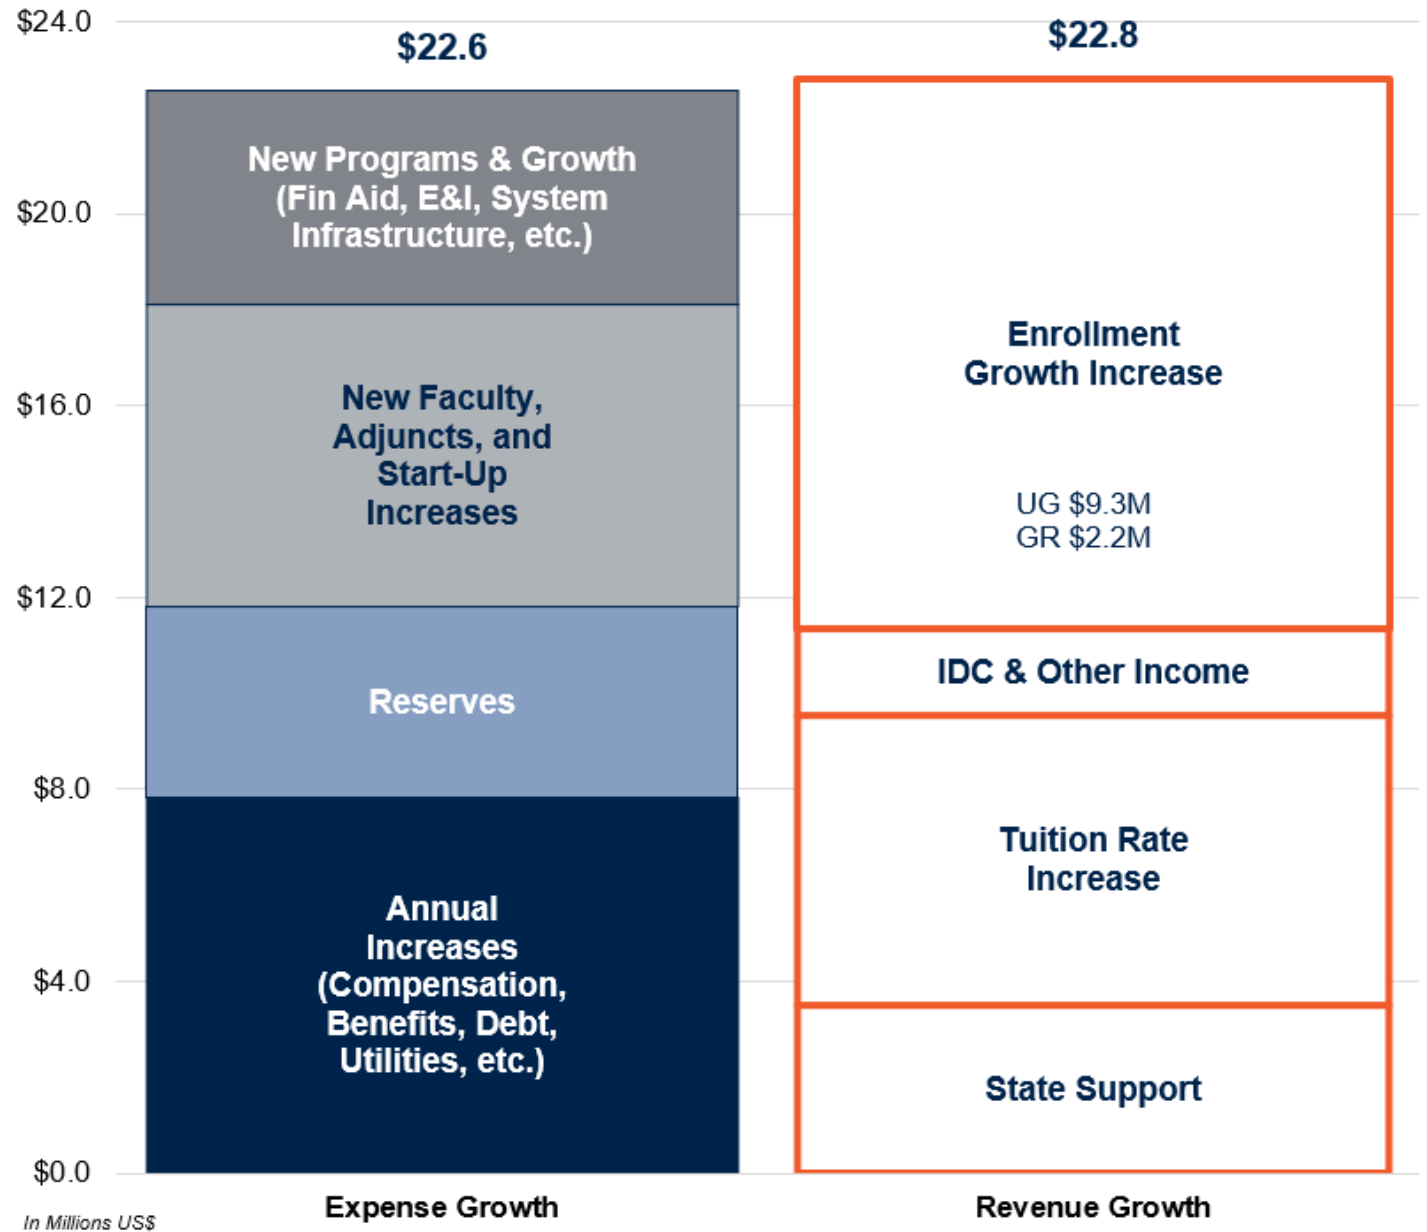 $24.0
$20.0
$16.0
$12.0
$8.0
$4.0
$0.0
$22.6
New Programs & Growth
(Fin Aid, E&I, System
Infrastructure, etc.)
New Faculty,
Adjuncts, and
Start-Up
Increases
Reserves
Annual
Increases
(Compensation,
Benefits, Debt,
Utilities, etc.)
Expense Growth
$22.8
Enrollment
Growth Increase
UG $9.3M
GR $2.2M
IDC & Other Income
Tuition Rate
Increase
State Support
Revenue Growth
In Millions US$